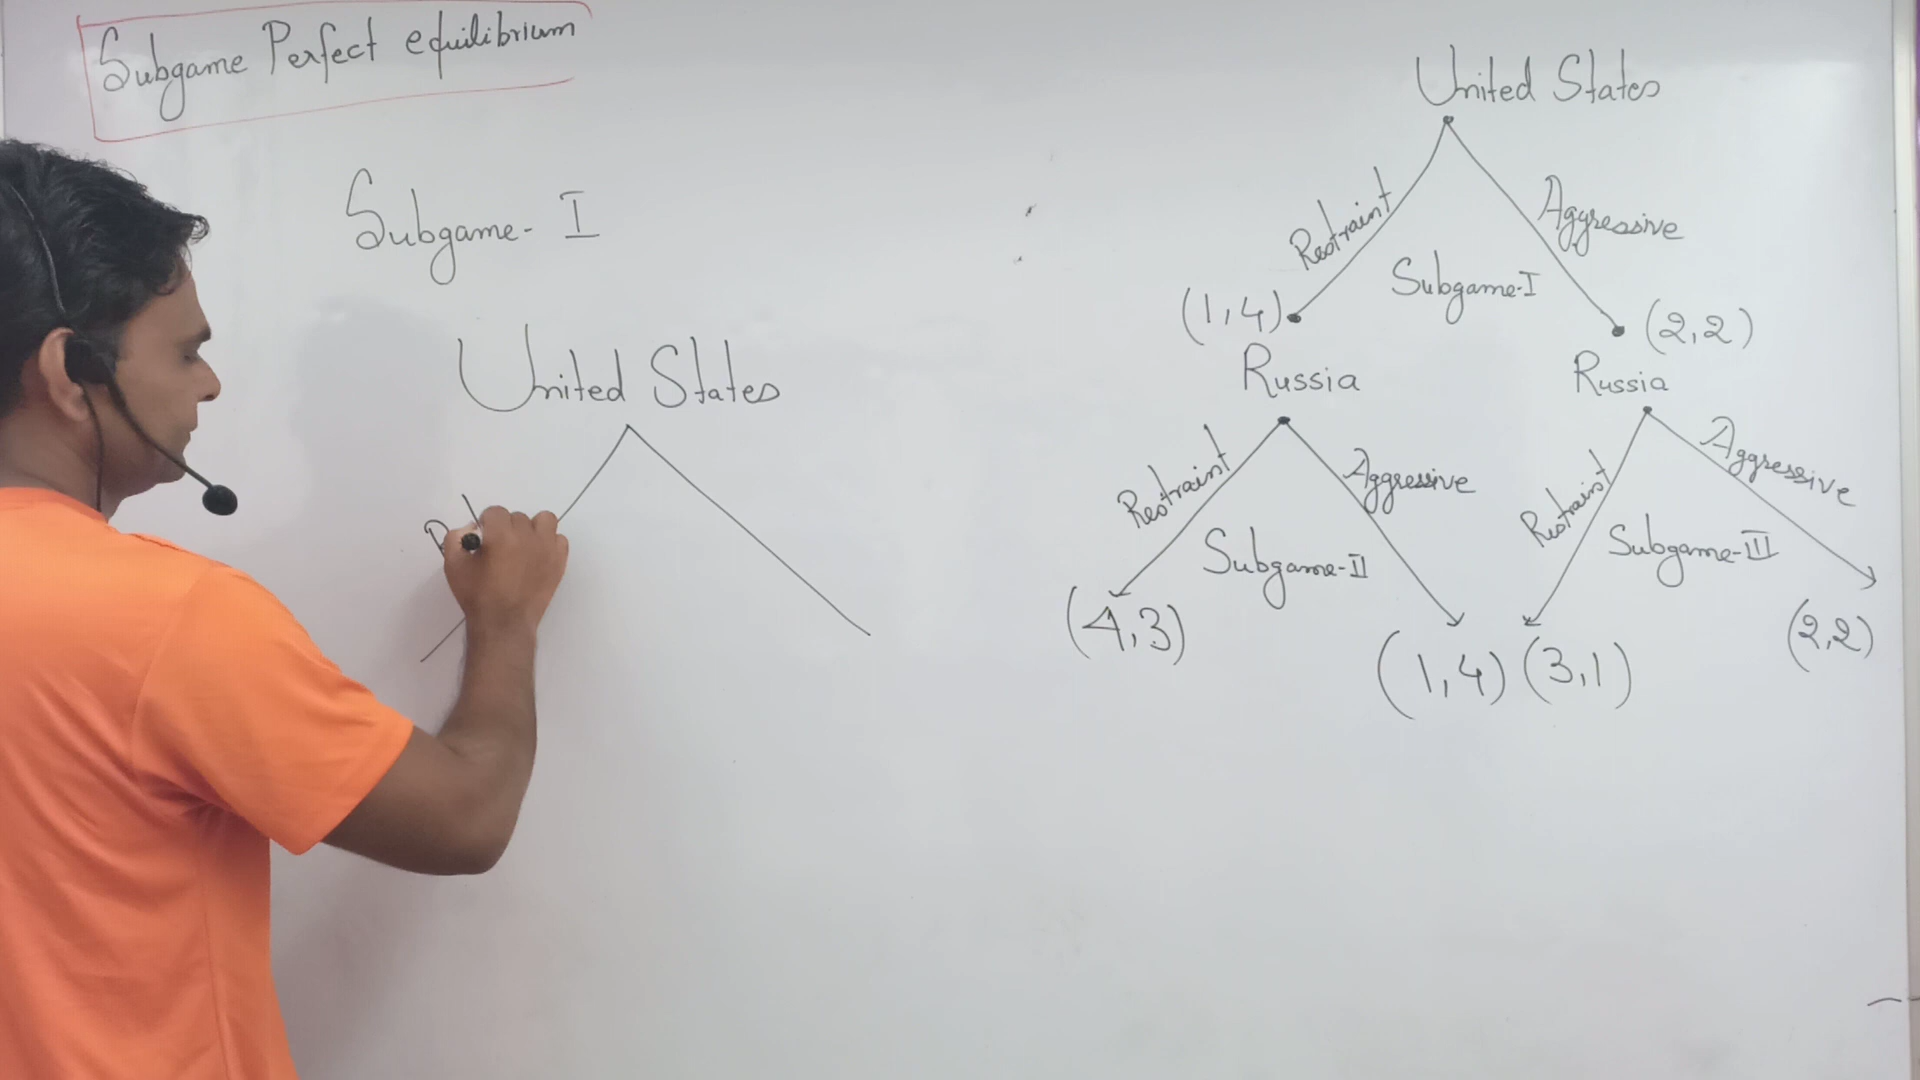 Subgame Perfect equilibrium
Subgame-I
United States
United States
Restraint
Aggressive
Subgame-I
(1,4)
(2,2)
Russia
Russia
Restraint
Aggressive
Subgame-II
Restraint
Aggressive
Subgame-III
(4,3)
(1,4)
(3,1)
(2,2)